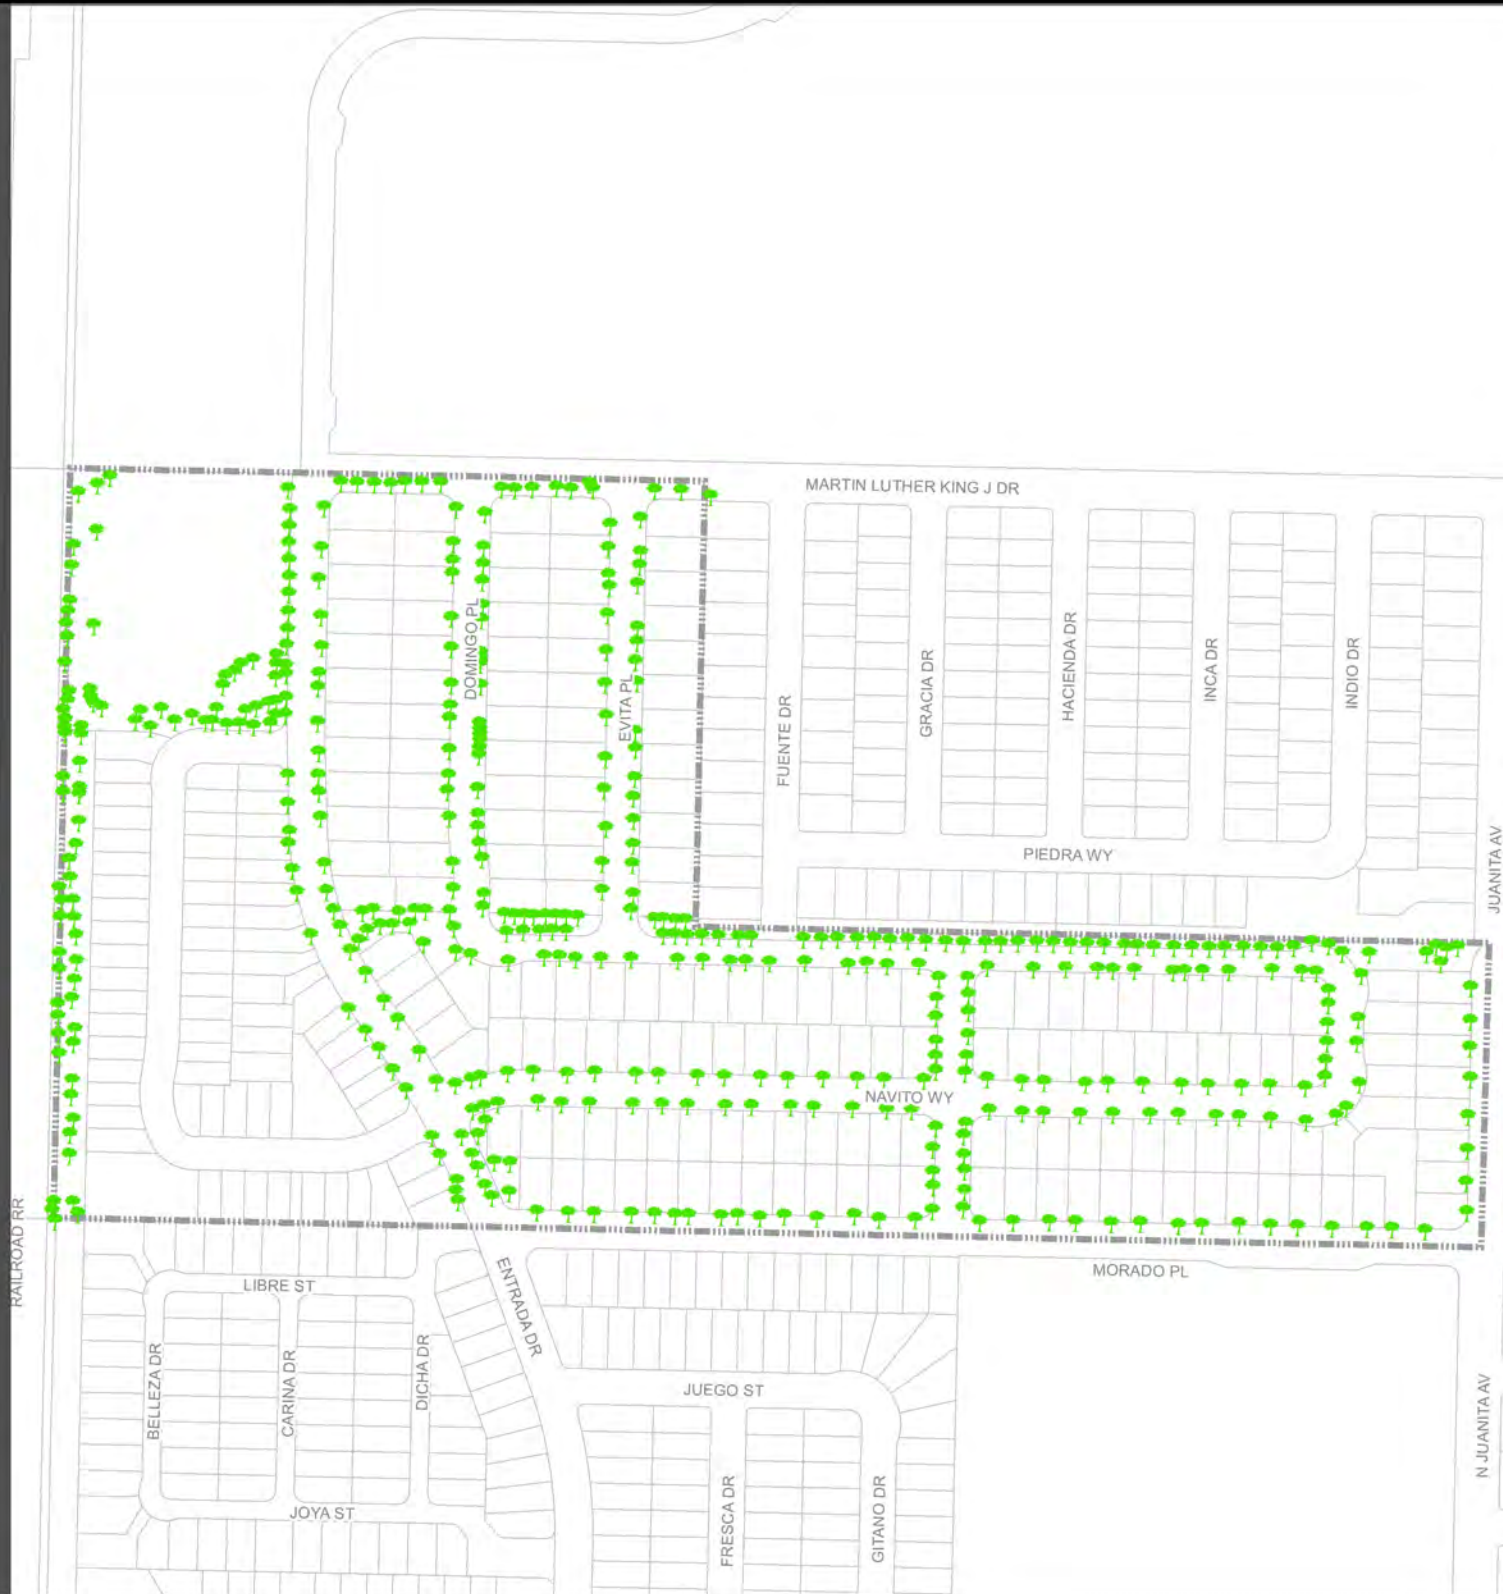 MARTIN LUTHER KING J DR
DOMINGO PL
EVITA PL
FUENTE DR
GRACIA DR
HACIENDA DR
INCA DR
INDIO DR
PIEDRA WY
JUANITA AV
NAVITO WY
RAILROAD RR
MORADO PL
LIBRE ST
ENTRADA DR
BELLEZA DR
CARINA DR
DICHA DR
JUEGO ST
N JUANITA AV
JOYA ST
FRESCA DR
GITANO DR